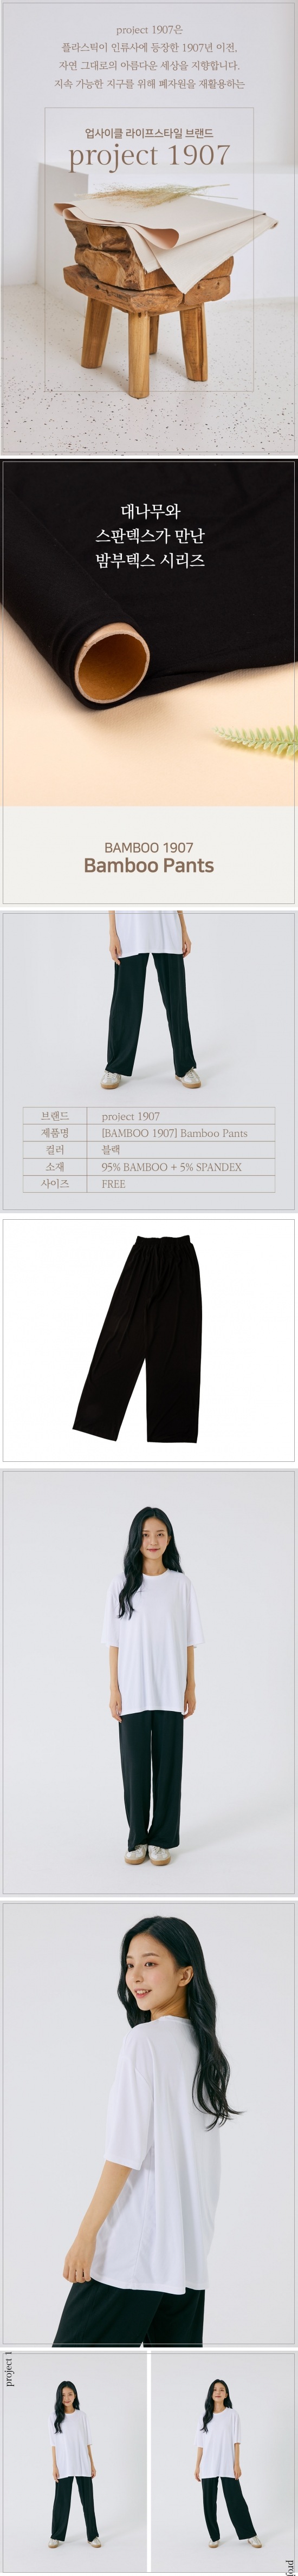 project 1907은
플라스틱이 인류사에 등장한 1907년 이전,
자연 그대로의 아름다운 세상을 지향합니다.
지속 가능한 지구를 위해 폐자원을 재활용하는
업사이클 라이프스타일 브랜드
project 1907
대나무와
스판덱스가 만난
밤부텍스 시리즈
BAMBOO 1907
Bamboo Pants
브랜드 project 1907
제품명 [BAMBOO 1907] Bamboo Pants
컬러 블랙
소재 95% BAMBOO + 5% SPANDEX
사이즈 FREE
project 1
proj